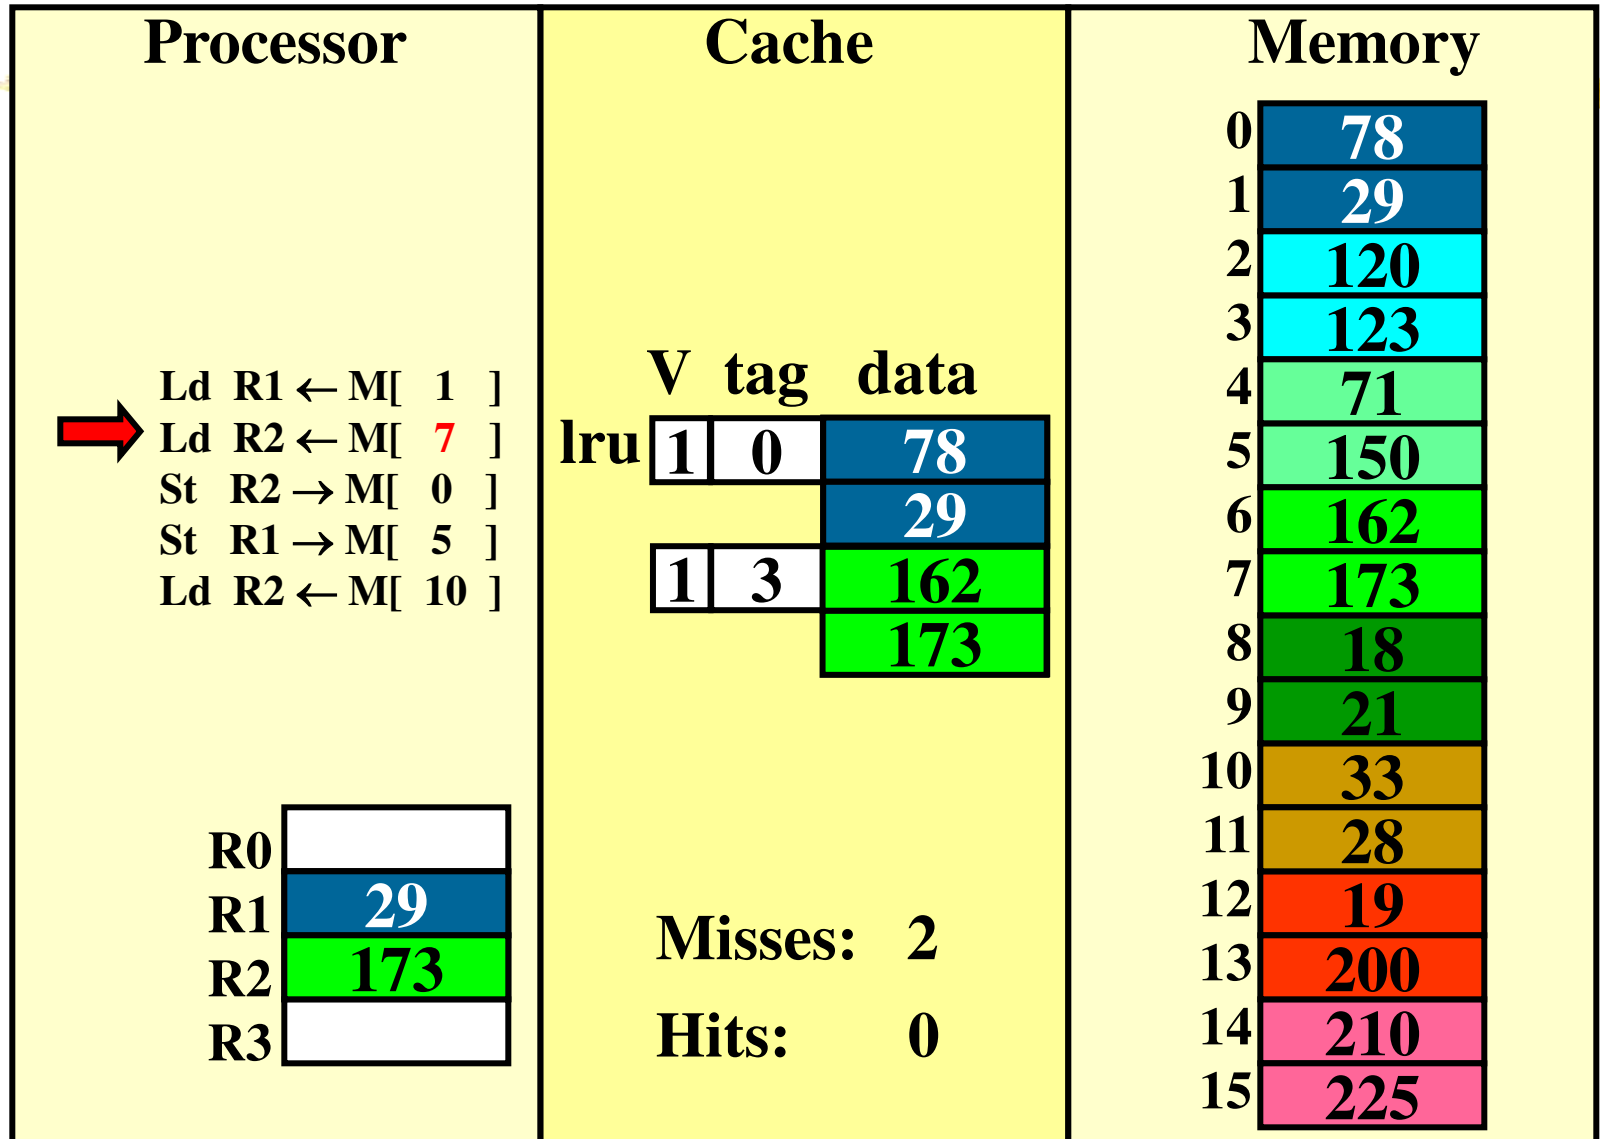 Processor
Ld R1 ← M[ 1 ]
Ld R2 ← M[ 7 ]
St R2 → M[ 0 ]
St R1 → M[ 5 ]
Ld R2 ← M[ 10 ]
R0
R1 29
R2 173
R3
Cache
V tag data
lru 1 0 78
29
1 3 162
173
Misses: 2
Hits: 0
Memory
0 78
1 29
2 120
3 123
4 71
5 150
6 162
7 173
8 18
9 21
10 33
11 28
12 19
13 200
14 210
15 225